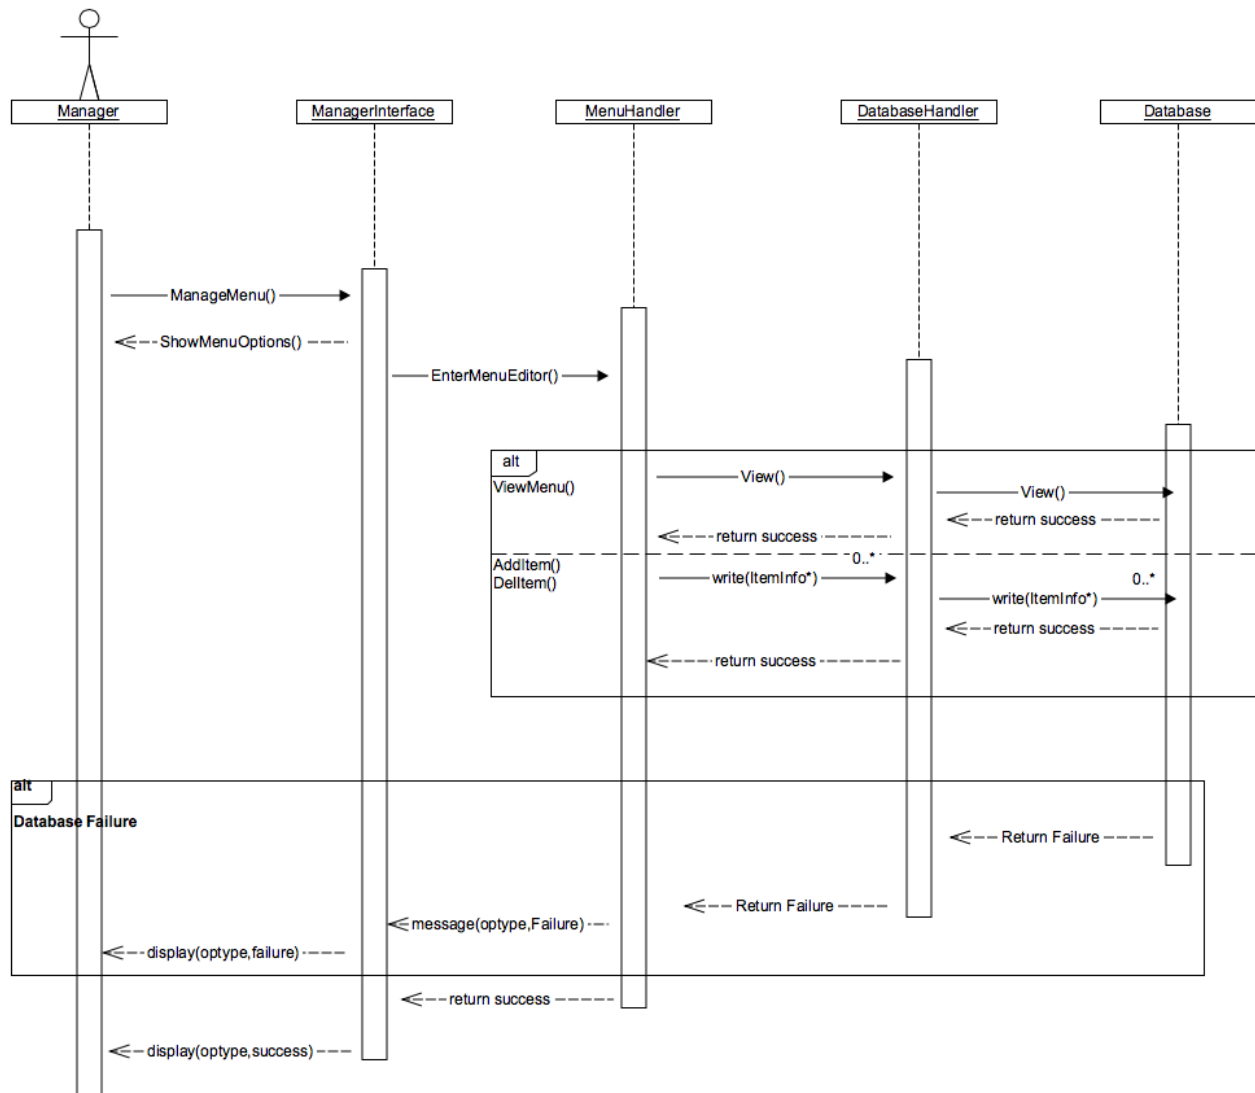 Manager
ManagerInterface
MenuHandler
DatabaseHandler
Database
ManageMenu()
ShowMenuOptions()
EnterMenuEditor()
alt
ViewMenu()
View()
View()
return success
return success
0..*
AddItem()
DelItem()
write(ItemInfo*)
0..*
write(ItemInfo*)
return success
return success
alt
Database Failure
Return Failure
Return Failure
message(optype,Failure)
display(optype,failure)
return success
display(optype,success)